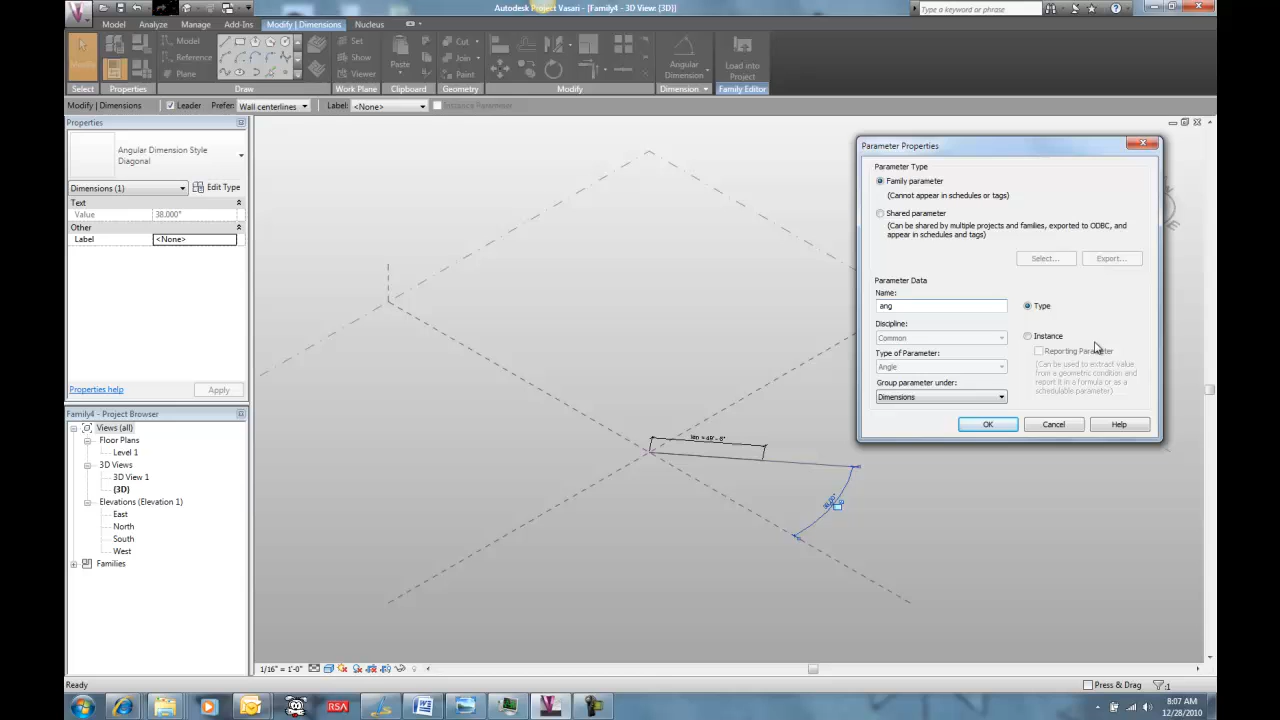 Autodesk Project Vasari - [Family4 - 3D View: {3D}]
Type a keyword or phrase
Model
Analyze
Manage
Add-Ins
Modify | Dimensions
Nucleus
Modify
Model
Reference
Plane
Set
Show
Viewer
Paste
Cut
Join
Paint
Angular
Dimension
Load into
Project
Select
Properties
Draw
Work Plane
Clipboard
Geometry
Modify
Dimension
Family Editor
Modify | Dimensions
Leader
Prefer:
Wall centerlines
Label:
<None>
Instance Parameter
Properties
Angular Dimension Style
Diagonal
Dimensions (1)
Edit Type
Text
Value
38.000°
Other
Label
<None>
Properties help
Apply
Family4 - Project Browser
Views (all)
Floor Plans
Level 1
3D Views
3D View 1
{3D}
Elevations (Elevation 1)
East
North
South
West
Families
Parameter Properties
Parameter Type
Family parameter
(Cannot appear in schedules or tags)
Shared parameter
(Can be shared by multiple projects and families, exported to ODBC, and
appear in schedules and tags)
Select...
Export...
Parameter Data
Name:
ang
Type
Discipline:
Common
Instance
Type of Parameter:
Angle
Reporting Parameter
(Can be used to extract value
from a geometric condition and
report it in a formula or as a
schedulable parameter)
Group parameter under:
Dimensions
OK
Cancel
Help
1/16" = 1'-0"
Ready
Press & Drag
:1
RSA
8:07 AM
12/28/2010